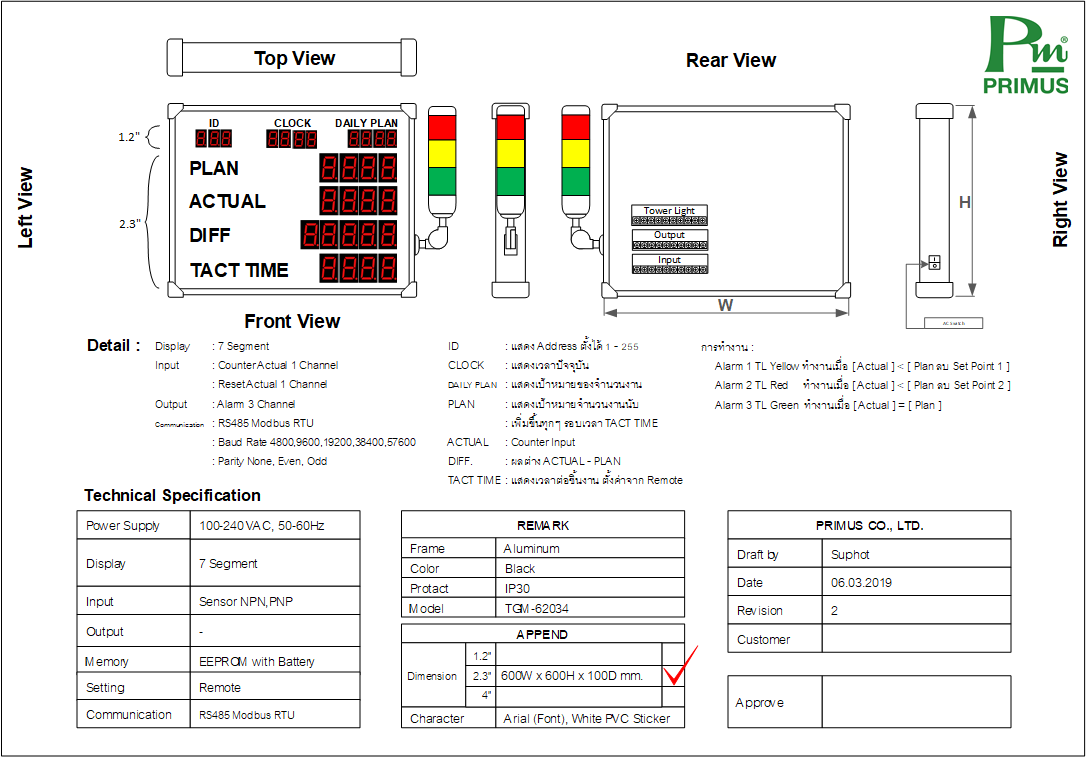 Top View
Rear View
Pm®
PRIMUS
ID CLOCK DAILY PLAN
1.2"
PLAN
ACTUAL
2.3"
DIFF
TACT TIME
Left View
Tower Light
Output
Input
H
Right View
I
O
W
AC Switch
Front View
Detail :
Display : 7 Segment
Input : Counter Actual 1 Channel
: Reset Actual 1 Channel
Output : Alarm 3 Channel
Communication : RS485 Modbus RTU
: Baud Rate 4800,9600,19200,38400,57600
: Parity None, Even, Odd
ID : แสดง Address ตั้งได้ 1 - 255
CLOCK : แสดงเวลาปัจจุบัน
DAILY PLAN : แสดงเป้าหมายของจำนวนงาน
PLAN : แสดงเป้าหมายจำนวนงานนับ
: เพิ่มขึ้นทุกๆ รอบเวลา TACT TIME
ACTUAL : Counter Input
DIFF. : ผลต่าง ACTUAL - PLAN
TACT TIME : แสดงเวลาต่อชิ้นงาน ตั้งค่าจาก Remote
การทำงาน :
Alarm 1 TL Yellow ทำงานเมื่อ [ Actual ] < [ Plan ลบ Set Point 1 ]
Alarm 2 TL Red ทำงานเมื่อ [ Actual ] < [ Plan ลบ Set Point 2 ]
Alarm 3 TL Green ทำงานเมื่อ [ Actual ] = [ Plan ]
Technical Specification
Power Supply 100-240 VAC, 50-60Hz
Display 7 Segment
Input Sensor NPN,PNP
Output -
Memory EEPROM with Battery
Setting Remote
Communication RS485 Modbus RTU
REMARK
Frame Aluminum
Color Black
Protact IP30
Model TGM-62034
APPEND
Dimension
1.2"
2.3" 600W x 600H x 100D mm.
4"
Character Arial (Font), White PVC Sticker
PRIMUS CO., LTD.
Draft by Suphot
Date 06.03.2019
Revision 2
Customer
Approve